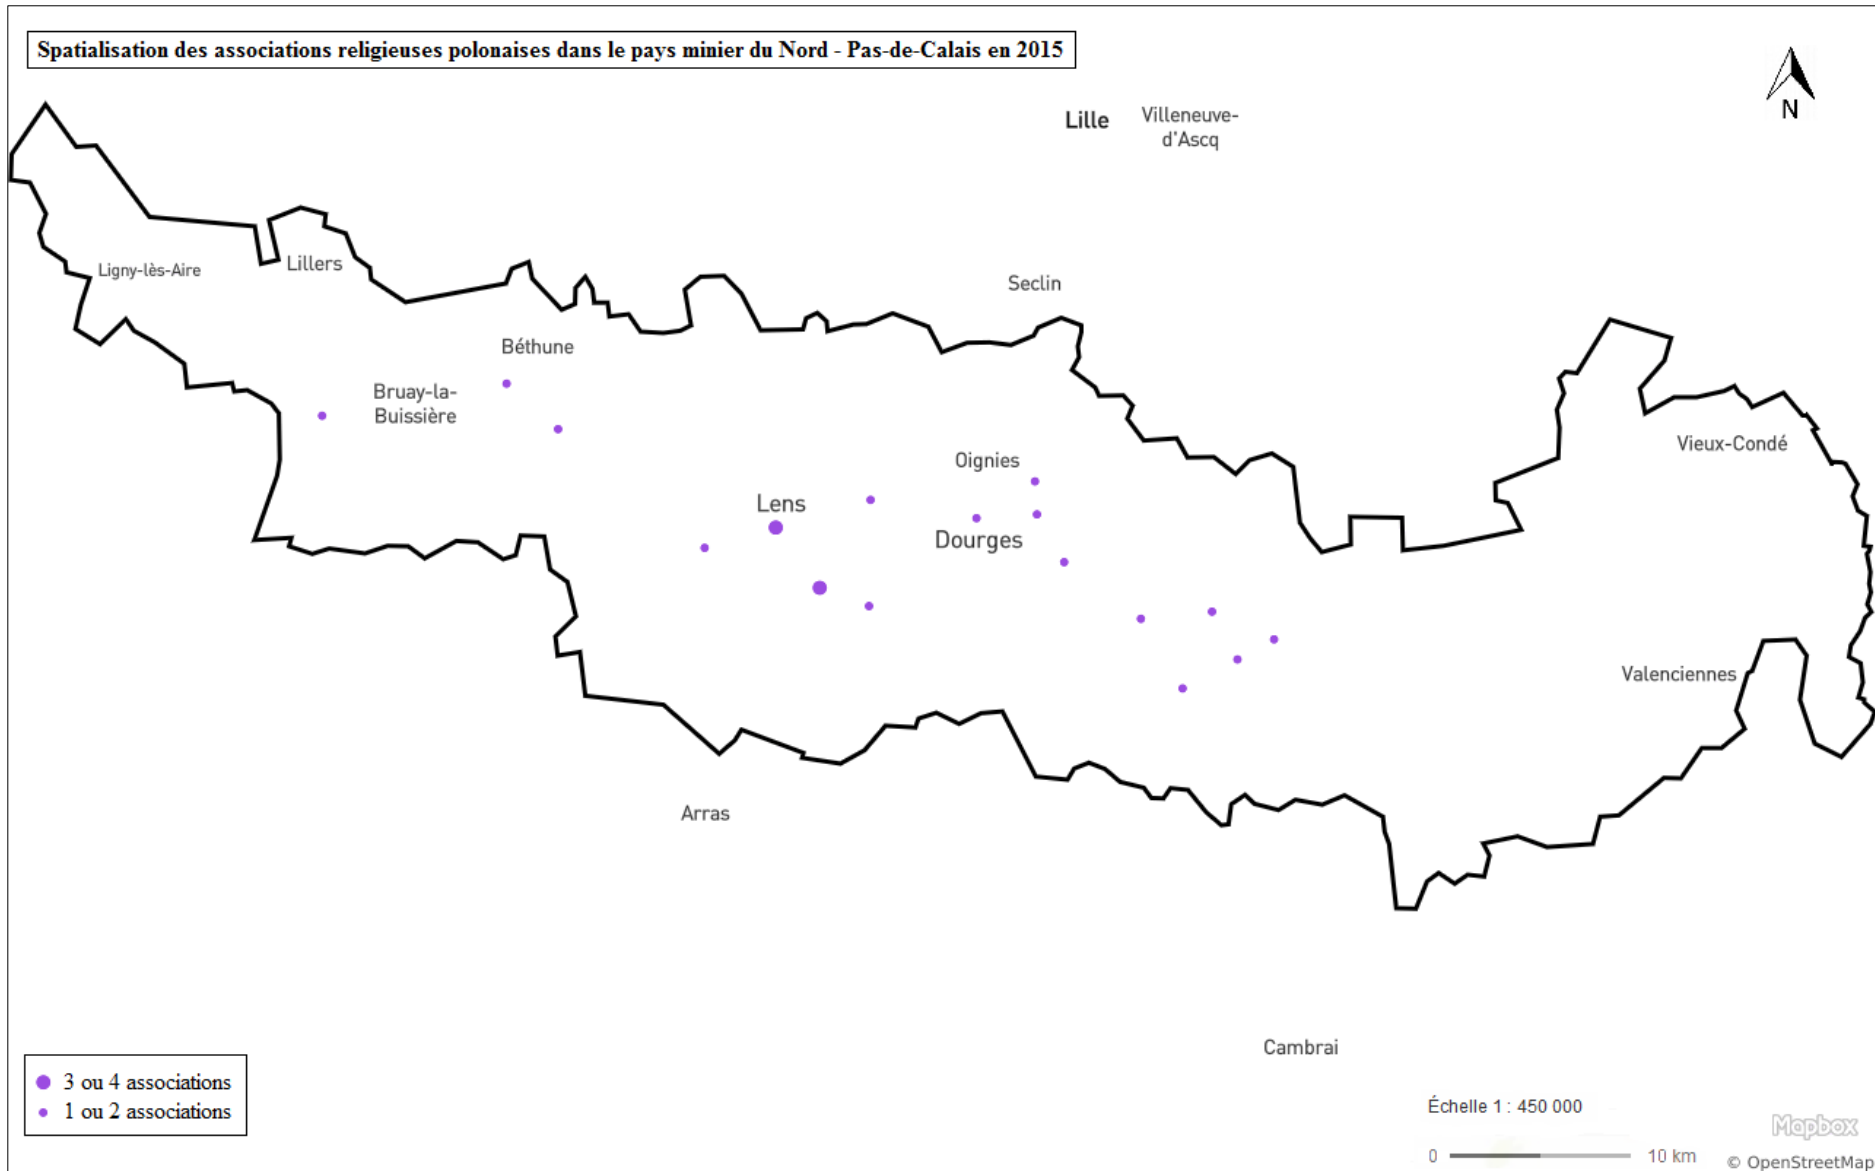 Spatialisation des associations religieuses polonaises dans le pays minier du Nord - Pas-de-Calais en 2015
N
Lille
Villeneuve-
d'Ascq
Ligny-lès-Aire
Lillers
Seclin
Béthune
Bruay-la-
Buissière
Vieux-Condé
Oignies
Lens
Dourges
Valenciennes
Arras
Cambrai
3 ou 4 associations
1 ou 2 associations
Échelle 1 : 450 000
0 10 km
Mapbox
© OpenStreetMap